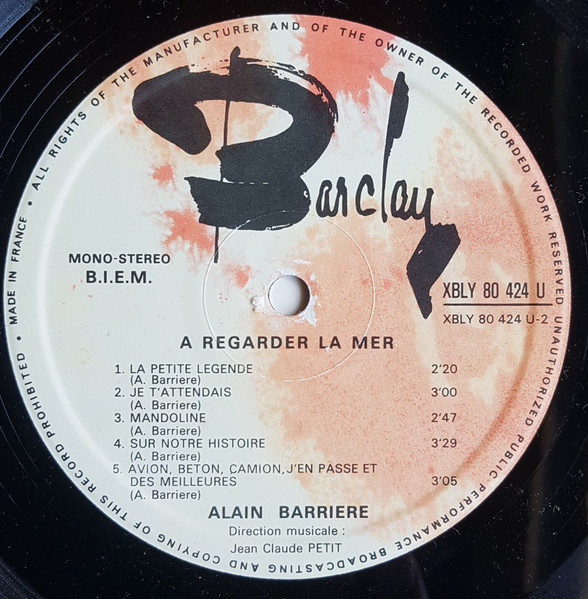 • ALL RIGHTS OF THE MANUFACTURER AND OF THE OWNER OF THE RECORDED WORK RESERVED UNAUTHORIZED PUBLIC PERFORMANCE BROADCASTING AND COPYING OF THIS RECORD PROHIBITED • MADE IN FRANCE
Barclay
MONO-STEREO
B.I.E.M.
XBLY 80 424 U
XBLY 80 424 U-2
A REGARDER LA MER
1. LA PETITE LEGENDE 2'20
(A. Barriere)
2. JE T'ATTENDAIS 3'00
(A. Barriere)
3. MANDOLINE 2'47
(A. Barriere)
4. SUR NOTRE HISTOIRE 3'29
(A. Barriere)
5. AVION, BETON, CAMION,J'EN PASSE ET
DES MEILLEURES 3'05
(A. Barriere)
ALAIN BARRIERE
Direction musicale :
Jean Claude PETIT